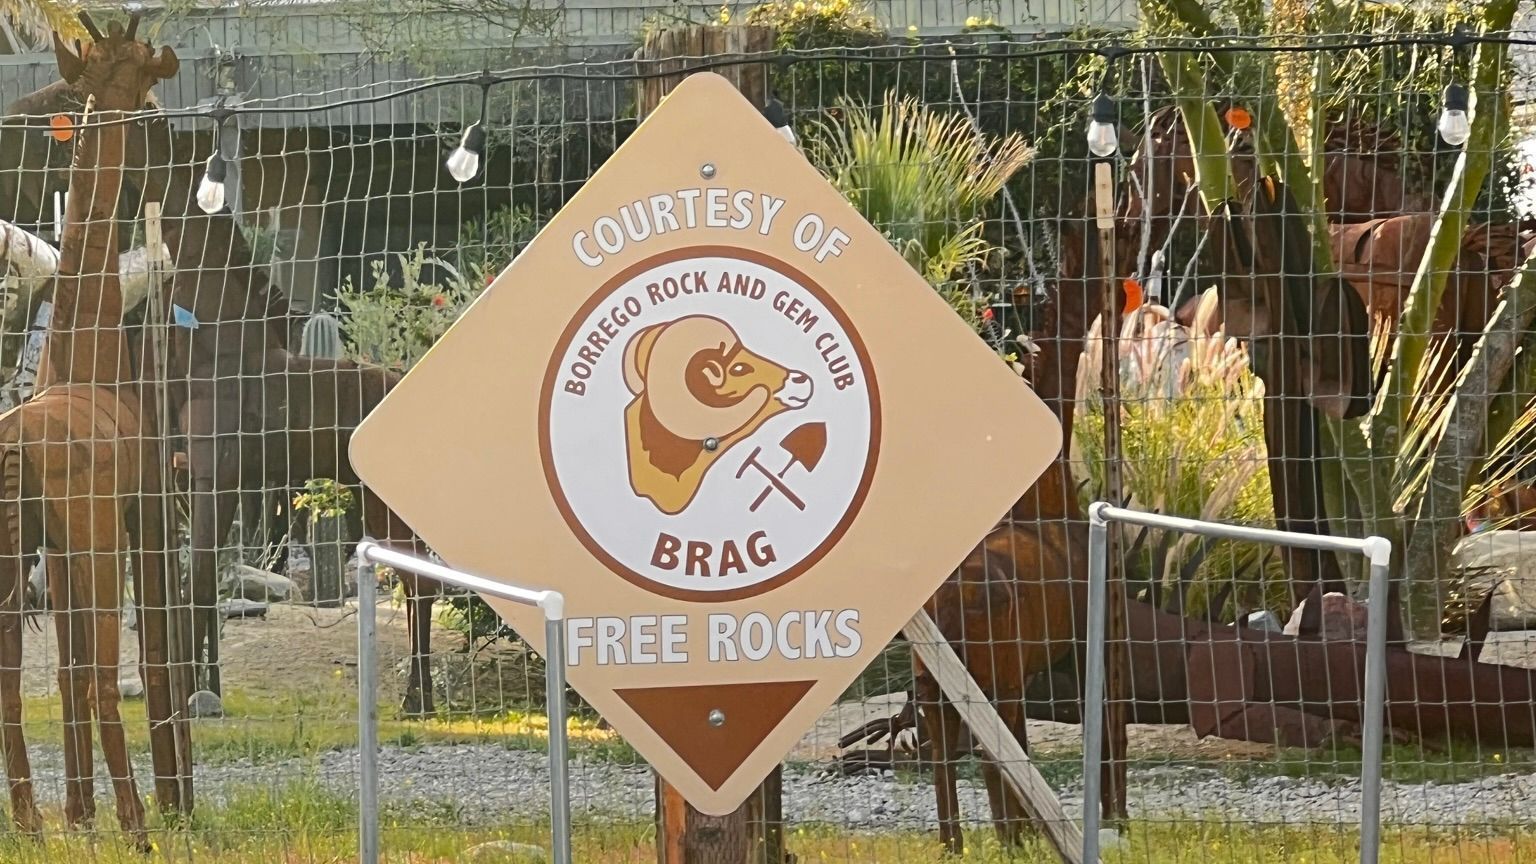 COURTESY OF
BORREGO ROCK AND GEM CLUB
BRAG
FREE ROCKS